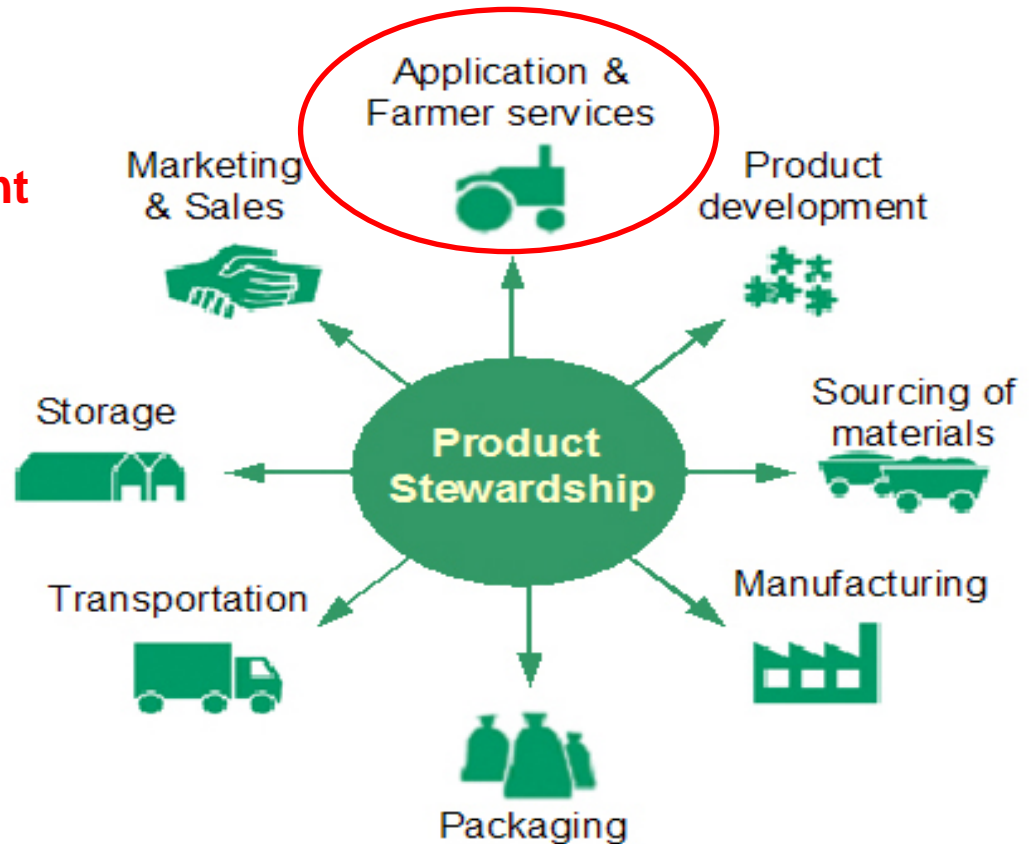 Application &
Farmer services
Marketing
& Sales
nt
Product
development
Storage
Sourcing of
materials
Product
Stewardship
Transportation
Manufacturing
Packaging